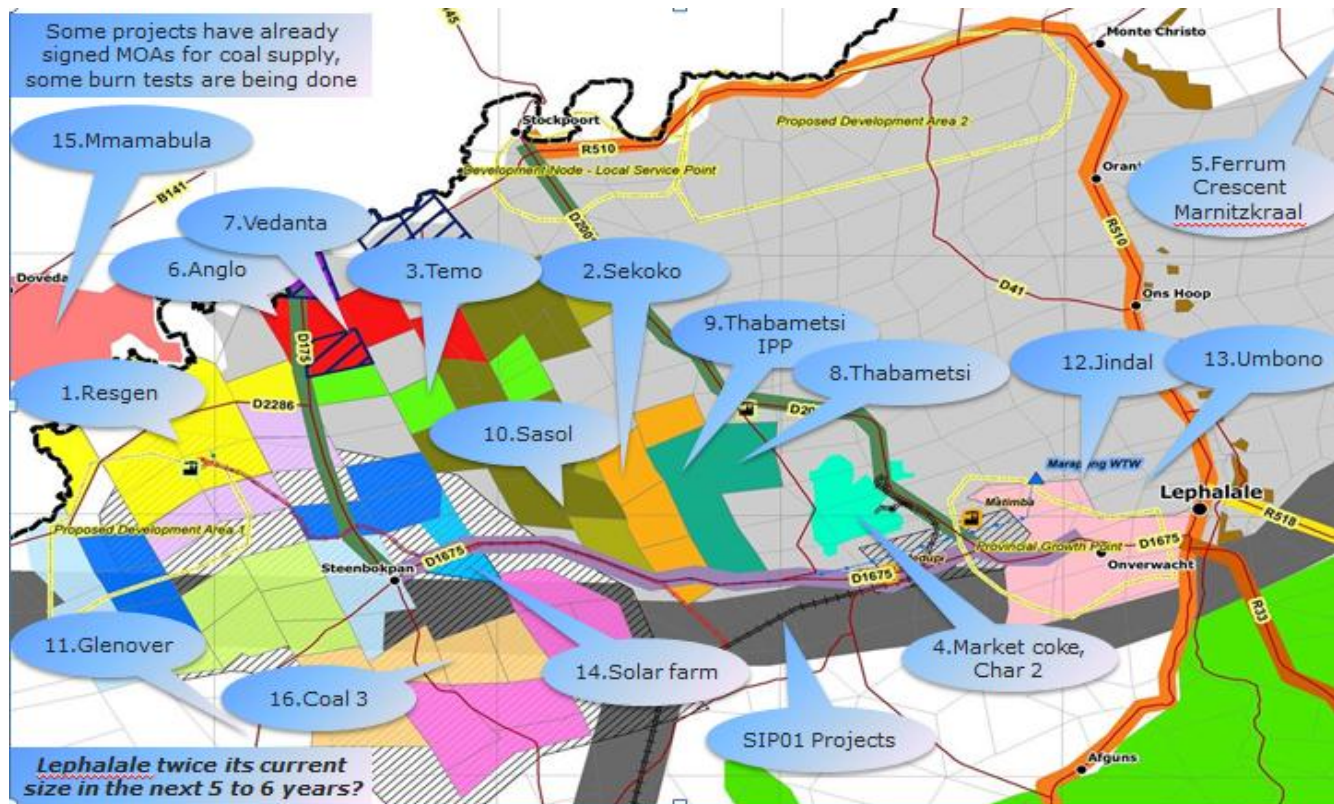 Some projects have already
signed MOAs for coal supply,
some burn tests are being done
Monte Christo
Stockpoort
Proposed Development Area 2
R510
15.Mmamabula
B141
Development Node - Local Service Point
5.Ferrum
Crescent
Marnitzkraal
7.Vedanta
R510
6.Anglo
3.Temo
2.Sekoko
D41
Ons Hoop
9.Thabametsi
IPP
12.Jindal
13.Umbono
D175
8.Thabametsi
1.Resgen
D2286
10.Sasol
Matimba
Lephalale
R518
Proposed Development Area 1
Provincial Growth Point
D1675
Steenbokpan
D1675
D1675
Onverwacht
R33
11.Glenover
14.Solar farm
4.Market coke,
Char 2
16.Coal 3
SIP01 Projects
Afguns
Lephalale twice its current
size in the next 5 to 6 years?